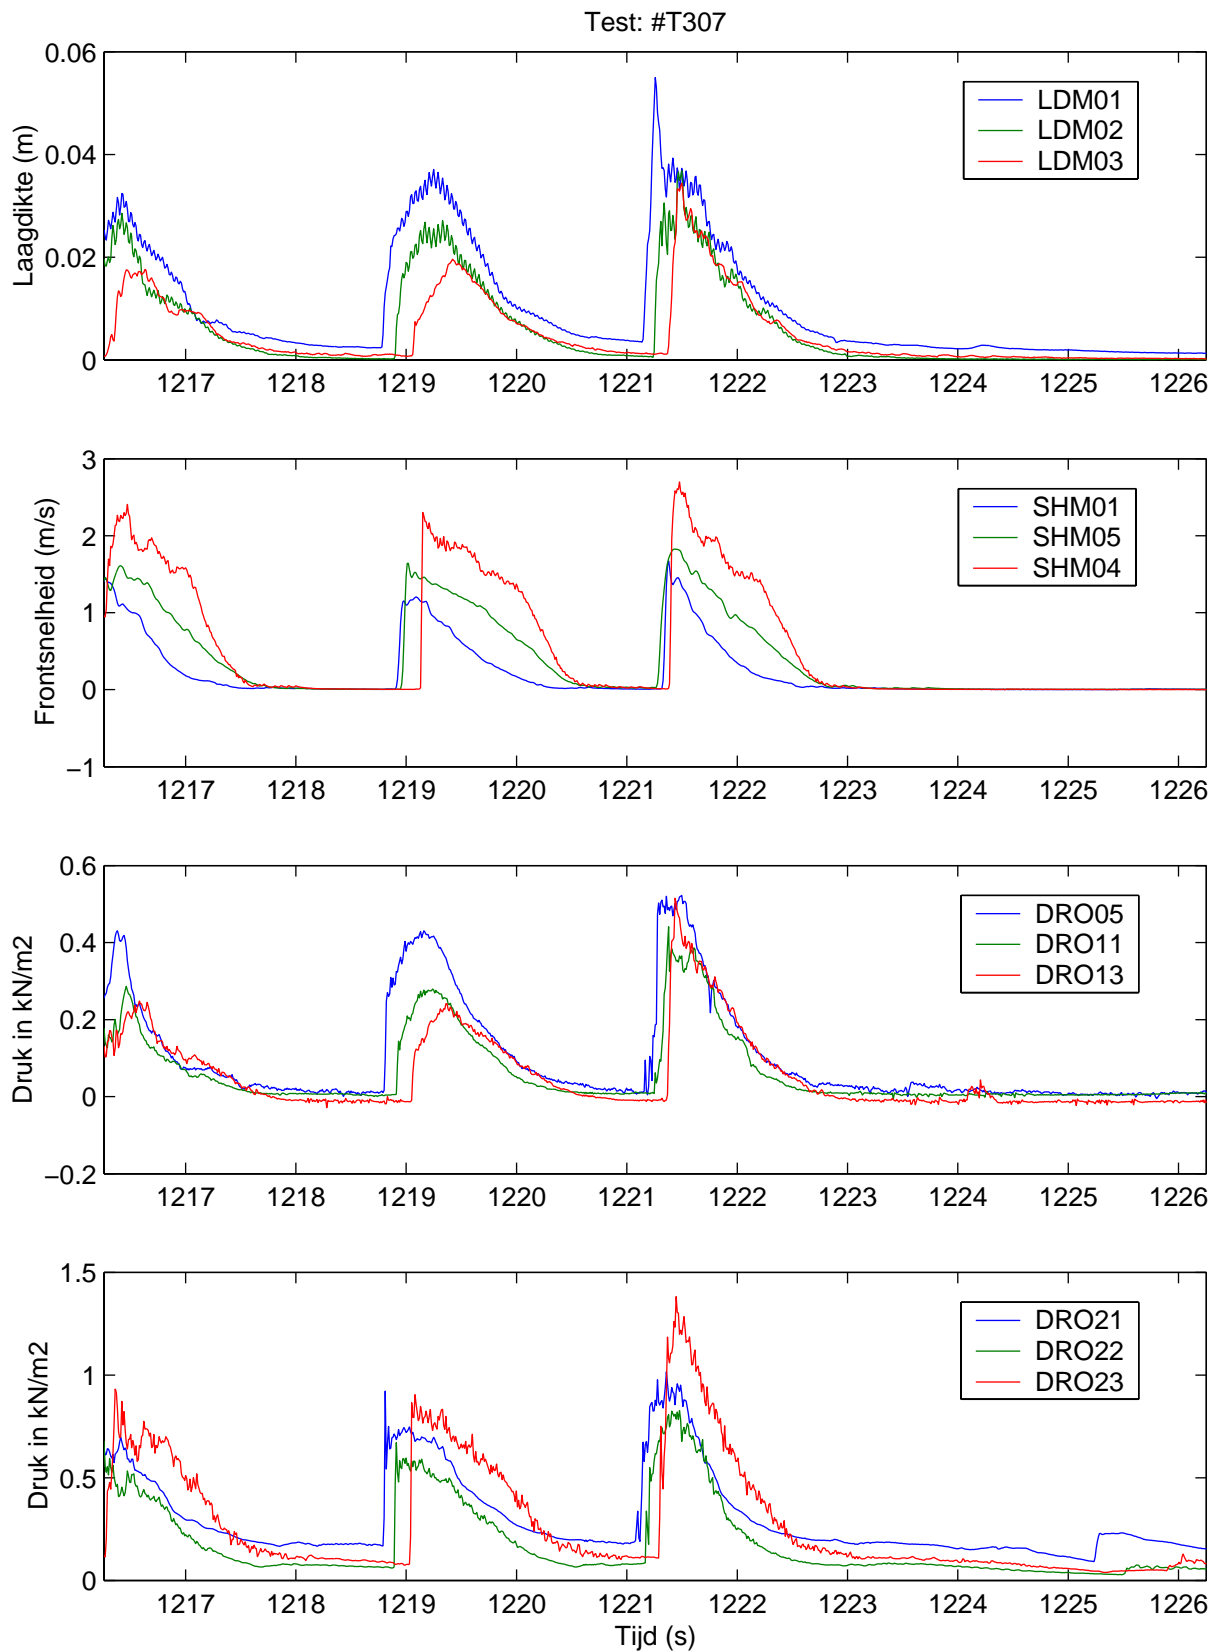 Test: #T307
0.06
0.04
0.02
0
Laagdikte (m)
LDM01
LDM02
LDM03
1217 1218 1219 1220 1221 1222 1223 1224 1225 1226
3
2
1
0
−1
Frontsnelheid (m/s)
SHM01
SHM05
SHM04
1217 1218 1219 1220 1221 1222 1223 1224 1225 1226
0.6
0.4
0.2
0
−0.2
Druk in kN/m2
DRO05
DRO11
DRO13
1217 1218 1219 1220 1221 1222 1223 1224 1225 1226
1.5
1
0.5
0
Druk in kN/m2
DRO21
DRO22
DRO23
1217 1218 1219 1220 1221 1222 1223 1224 1225 1226
Tijd (s)